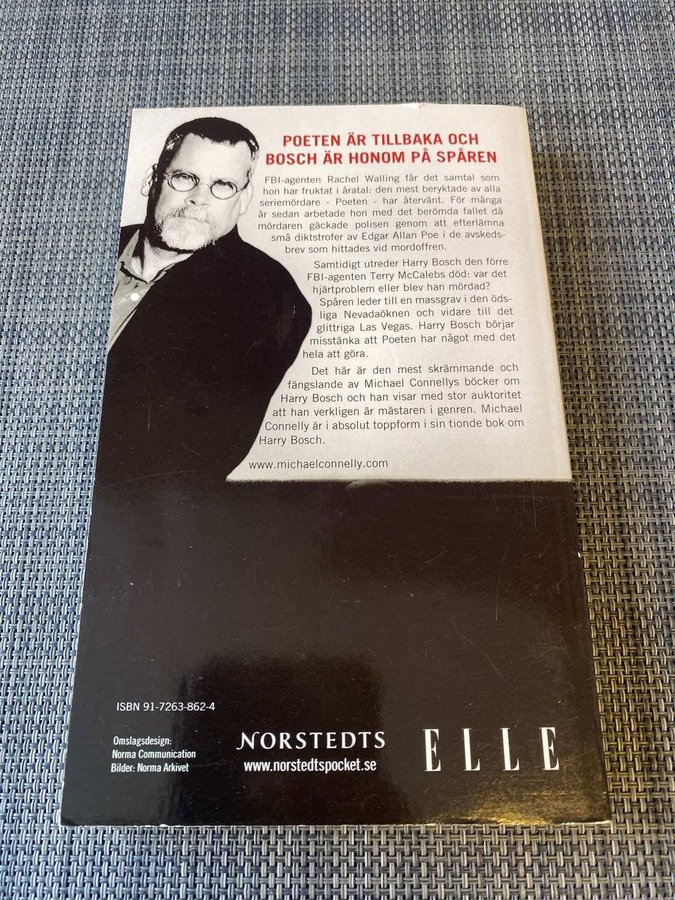 POETEN ÄR TILLBAKA OCH
BOSCH ÄR HONOM PÅ SPÅREN
FBI-agenten Rachel Walling får det samtal som
hon har fruktat i åratal: den mest beryktade av alla
seriemördare - Poeten - har återvänt. För många
år sedan arbetade hon med det berömda fallet då
mördaren gäckade polisen genom att efterlämna
små diktstrofer av Edgar Allan Poe i de avskeds-
brev som hittades vid mordoffren.
Samtidigt utreder Harry Bosch den förre
FBI-agenten Terry McCalebs död: var det
hjärtproblem eller blev han mördad?
Spåren leder till en massgrav i den öds-
liga Nevadaöknen och vidare till det
glittriga Las Vegas. Harry Bosch börjar
misstänka att Poeten har något med det
hela att göra.
Det här är den mest skrämmande och
fängslande av Michael Connellys böcker om
Harry Bosch och han visar med stor auktoritet
att han verkligen är mästaren i genren. Michael
Connelly är i absolut toppform i sin tionde bok om
Harry Bosch.
www.michaelconnelly.com
ISBN 91-7263-862-4
Omslagsdesign:
Norma Communication
Bilder: Norma Arkivet
NORSTEDTS
www.norstedtspocket.se
ELLE